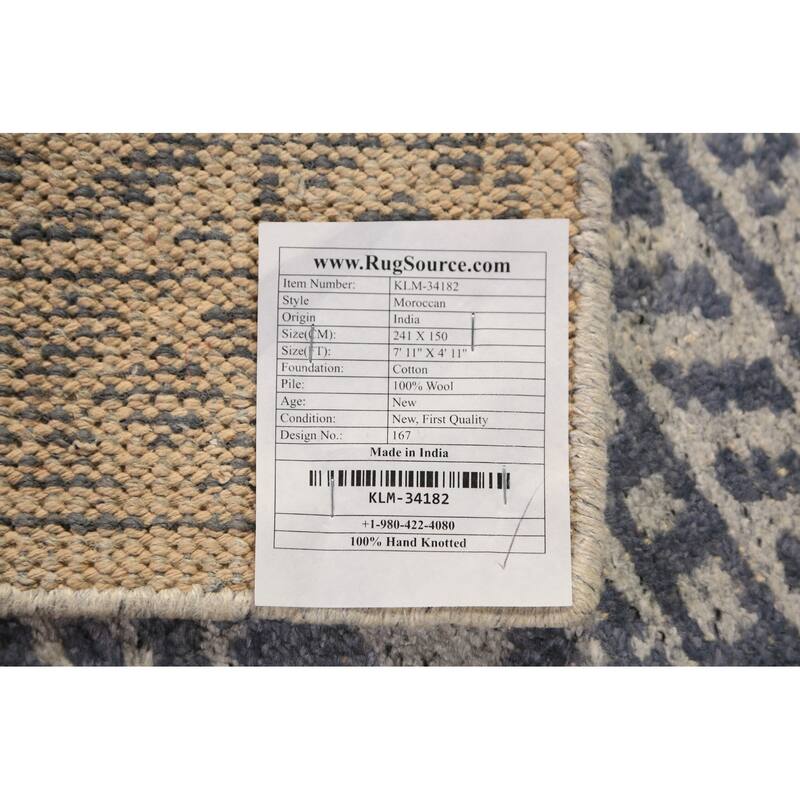 www.RugSource.com
Item Number: KLM-34182
Style Moroccan
Origin India
Size(CM): 241 X 150
Size(FT): 7' 11" X 4' 11"
Foundation: Cotton
Pile: 100% Wool
Age: New
Condition: New, First Quality
Design No.: 167
Made in India
KLM-34182
+1-980-422-4080
100% Hand Knotted